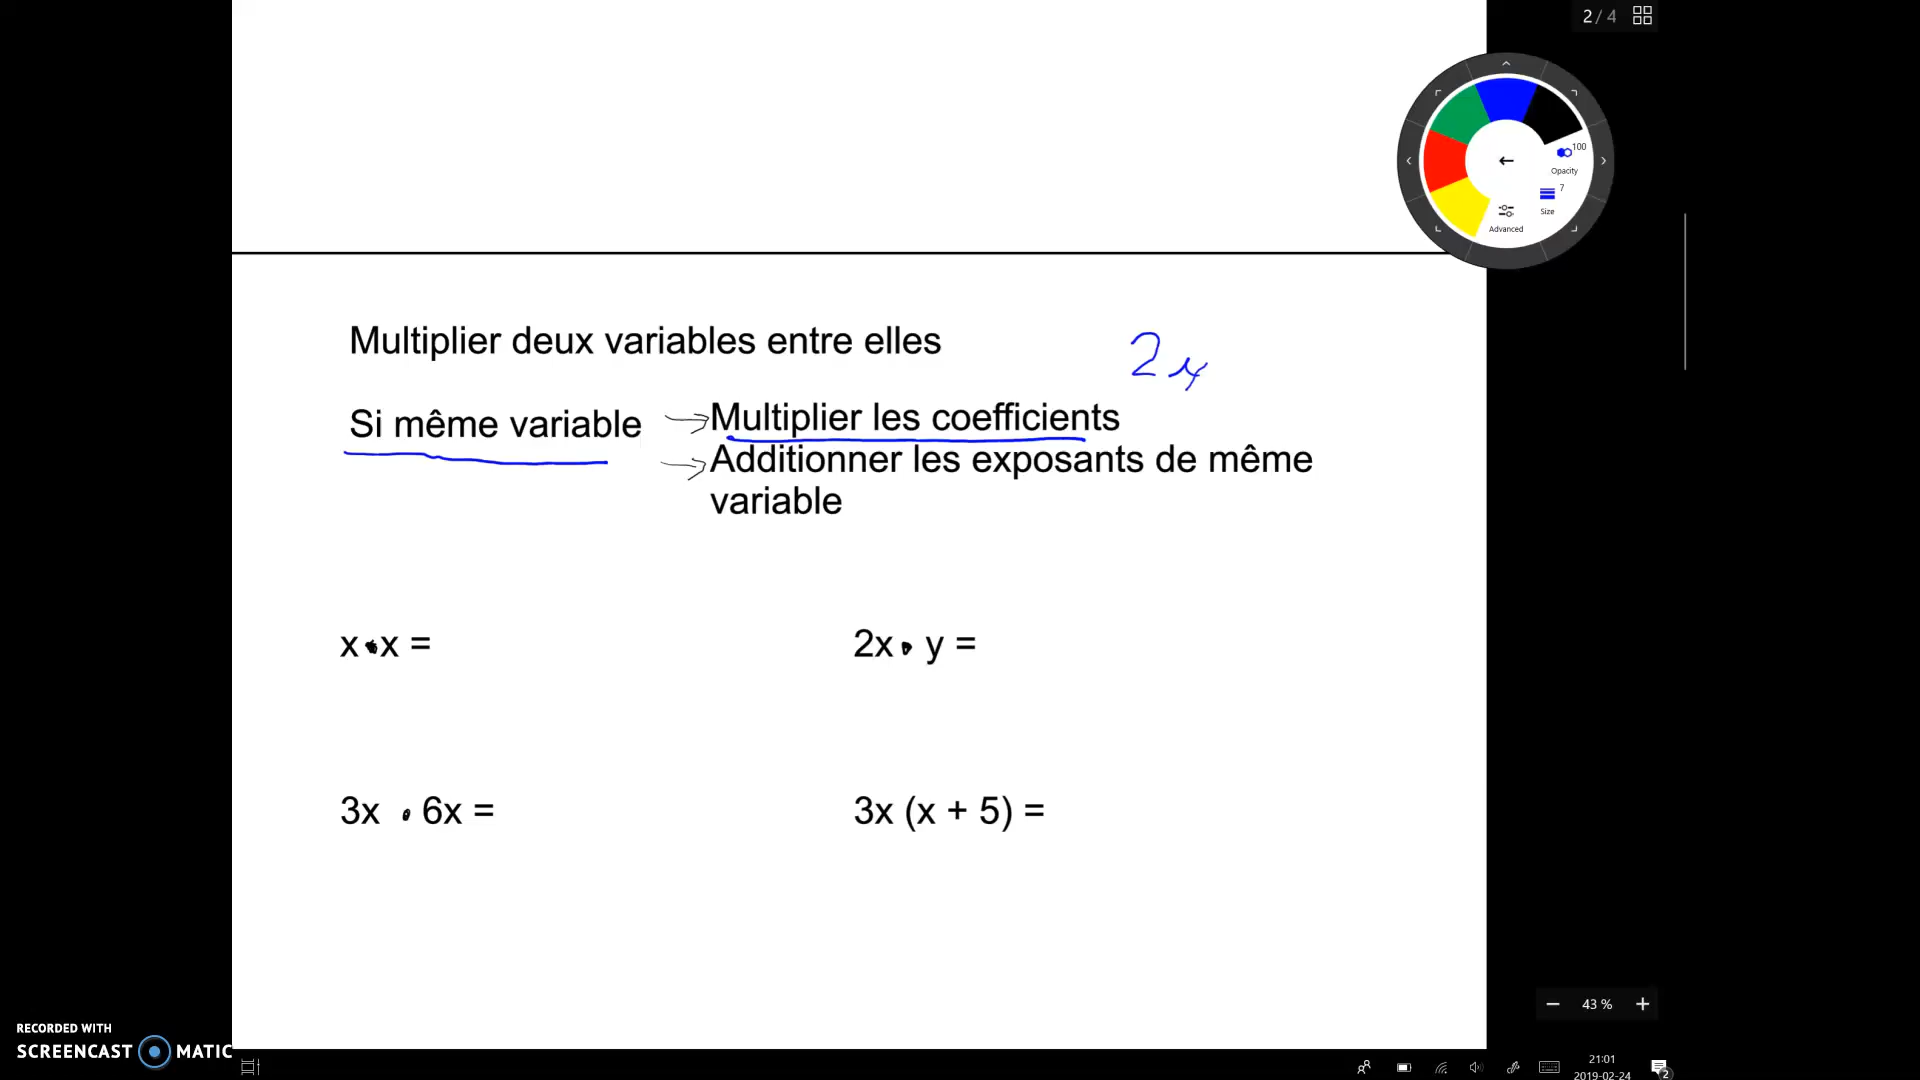 2 / 4
100
Opacity
7
Size
Advanced
Multiplier deux variables entre elles
2x
Si même variable
Multiplier les coefficients
Additionner les exposants de même
variable
x • x =
2x • y =
3x • 6x =
3x (x + 5) =
43 %
RECORDED WITH
SCREENCAST MATIC
21:01
2019-02-24
2